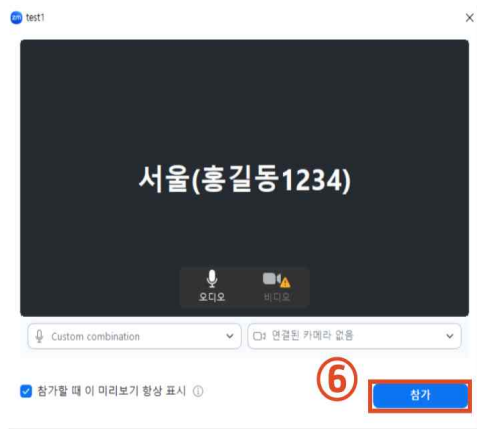 zm test1
서울(홍길동1234)
오디오 비디오
Custom combination 연결된 카메라 없음
⑥
참가할 때 이 미리보기 항상 표시 ⓘ 참가